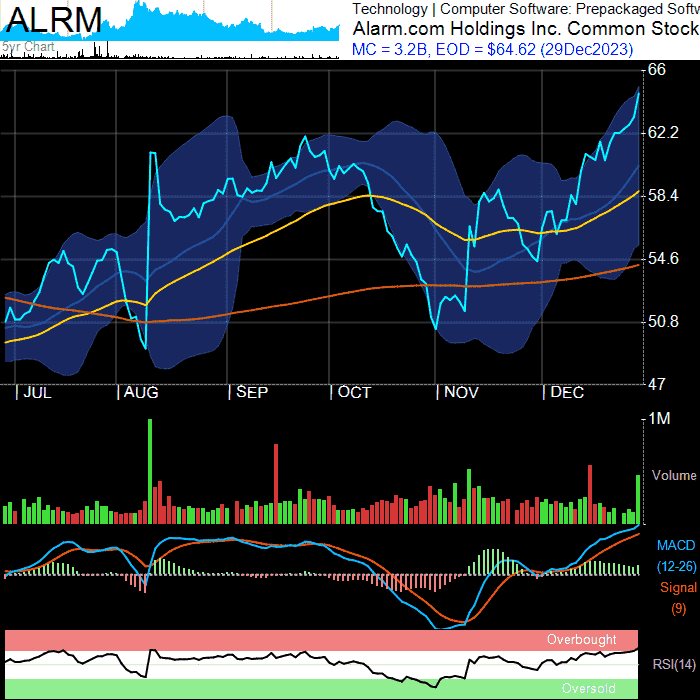 ALRM
5yr Chart
Technology | Computer Software: Prepackaged Softw
Alarm.com Holdings Inc. Common Stock
MC = 3.2B, EOD = $64.62 (29Dec2023)
66
62.2
58.4
54.6
50.8
47
JUL AUG SEP OCT NOV DEC
1M
Volume
MACD
(12-26)
Signal
(9)
Overbought
RSI(14)
Oversold